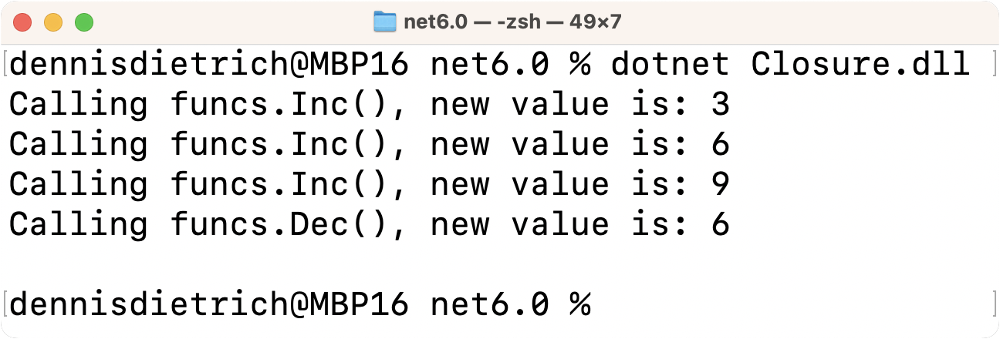 net6.0 — -zsh — 49×7
dennisdietrich@MBP16 net6.0 % dotnet Closure.dll
Calling funcs.Inc(), new value is: 3
Calling funcs.Inc(), new value is: 6
Calling funcs.Inc(), new value is: 9
Calling funcs.Dec(), new value is: 6
dennisdietrich@MBP16 net6.0 %